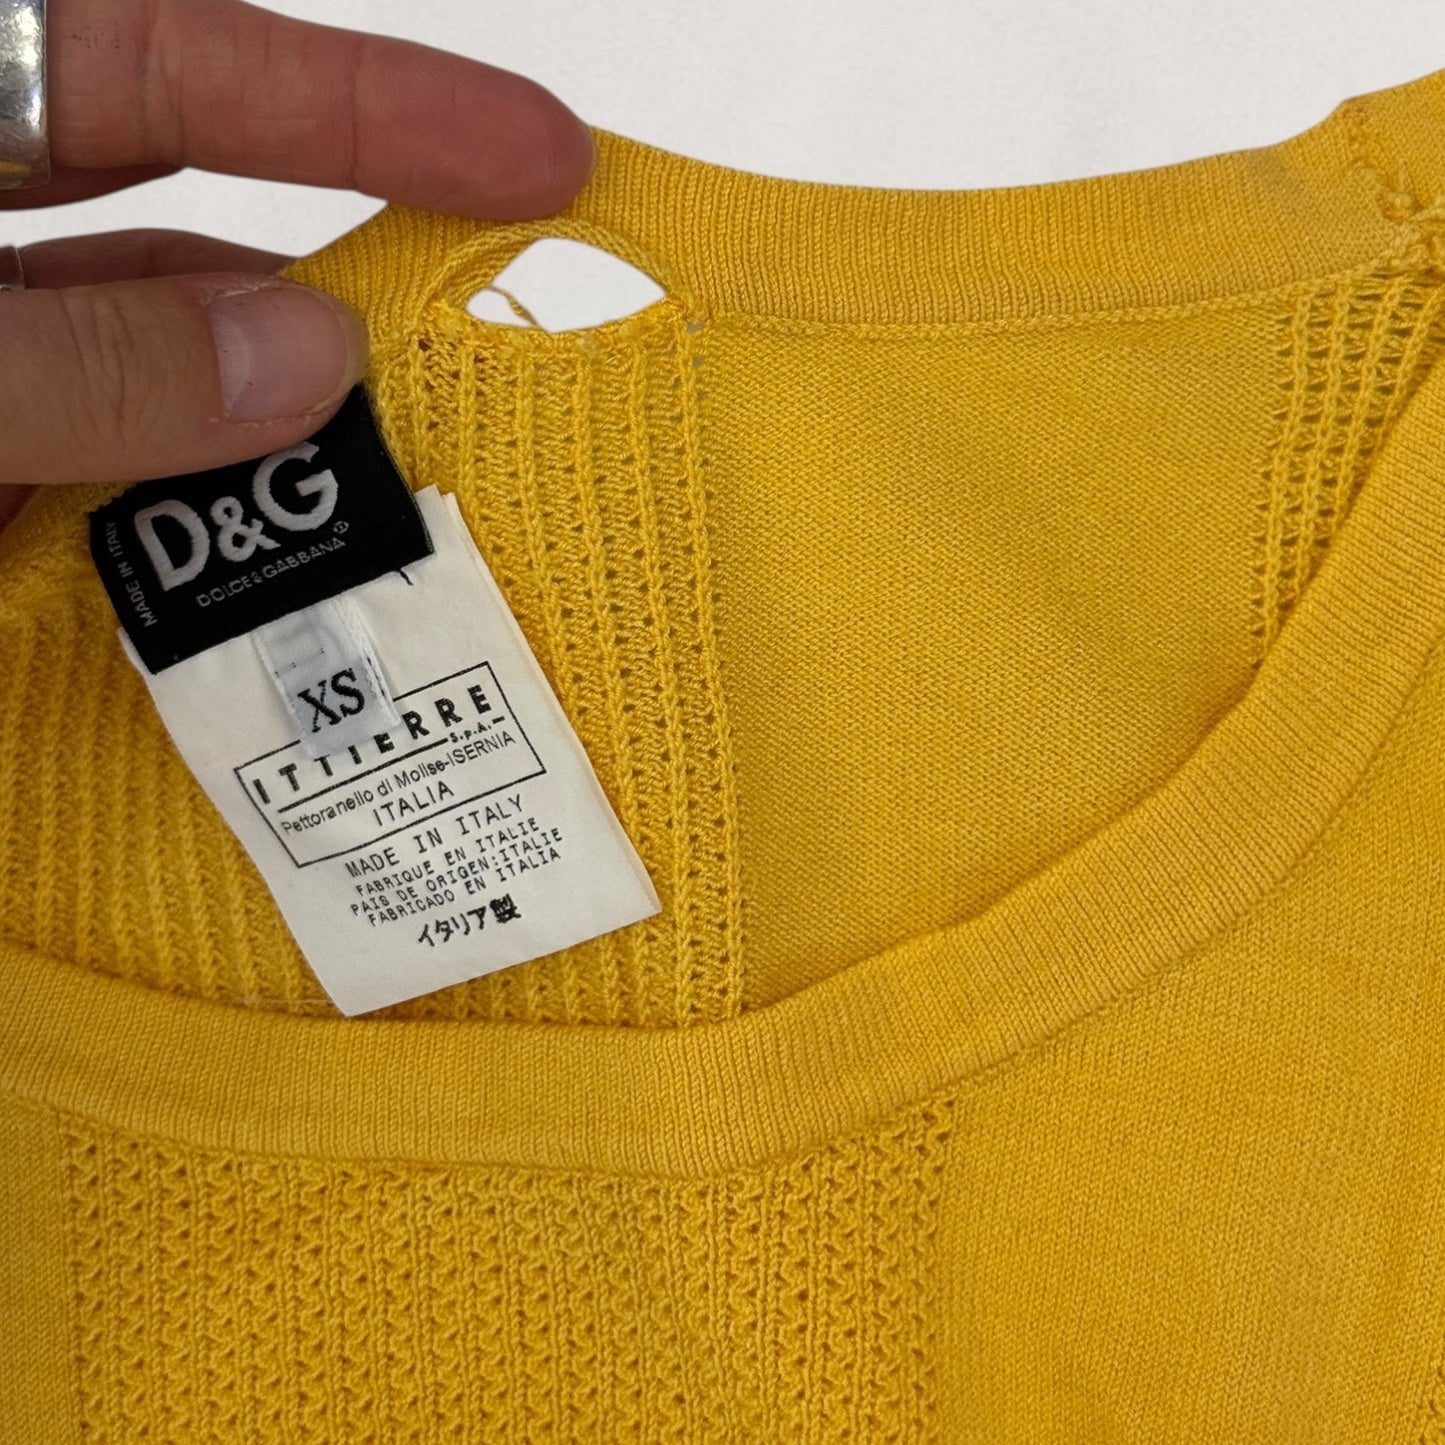 MADE IN ITALY
D&G
DOLCE & GABBANA
XS
ITTIERRE
S.p.A.
Pettoranello di Molise-ISERNIA
ITALIA
MADE IN ITALY
FABRIQUE EN ITALIE
PAIS DE ORIGEN:ITALIE
FABRICADO EN ITALIA
イタリア製